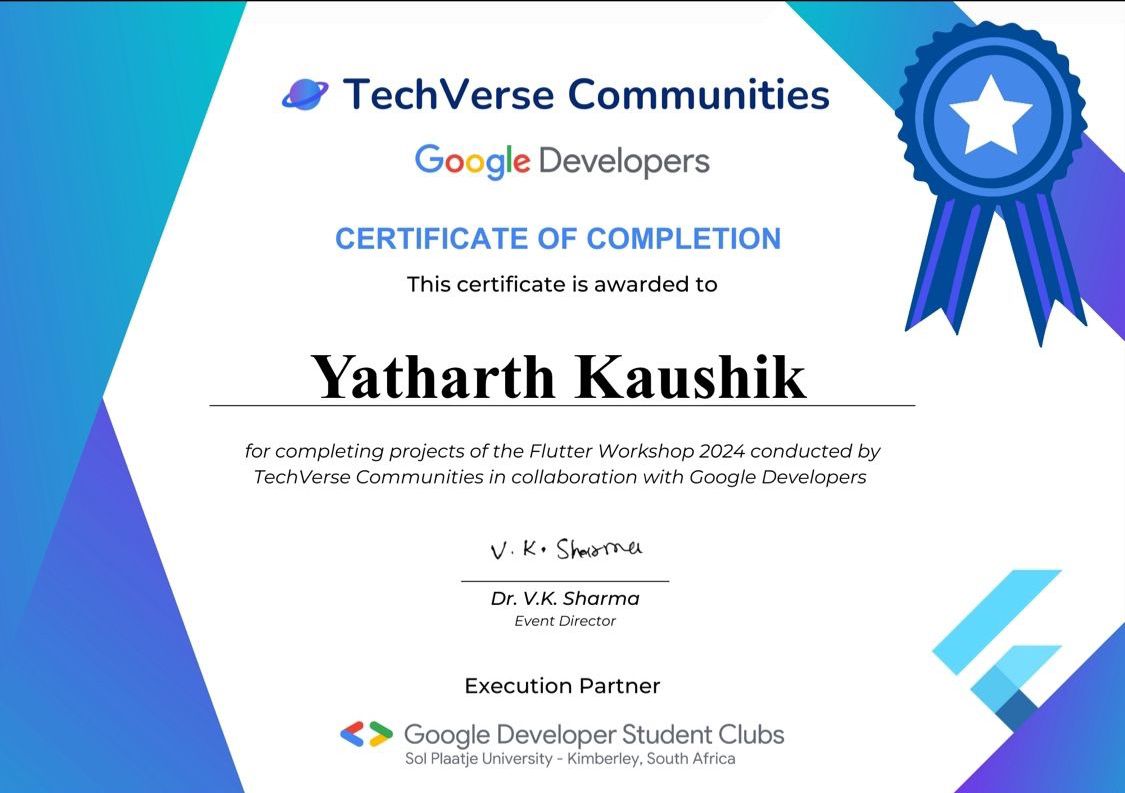 TechVerse Communities
Google Developers
CERTIFICATE OF COMPLETION
This certificate is awarded to
Yatharth Kaushik
for completing projects of the Flutter Workshop 2024 conducted by
TechVerse Communities in collaboration with Google Developers
V. K. Sharma
Dr. V.K. Sharma
Event Director
Execution Partner
Google Developer Student Clubs
Sol Plaatje University - Kimberley, South Africa